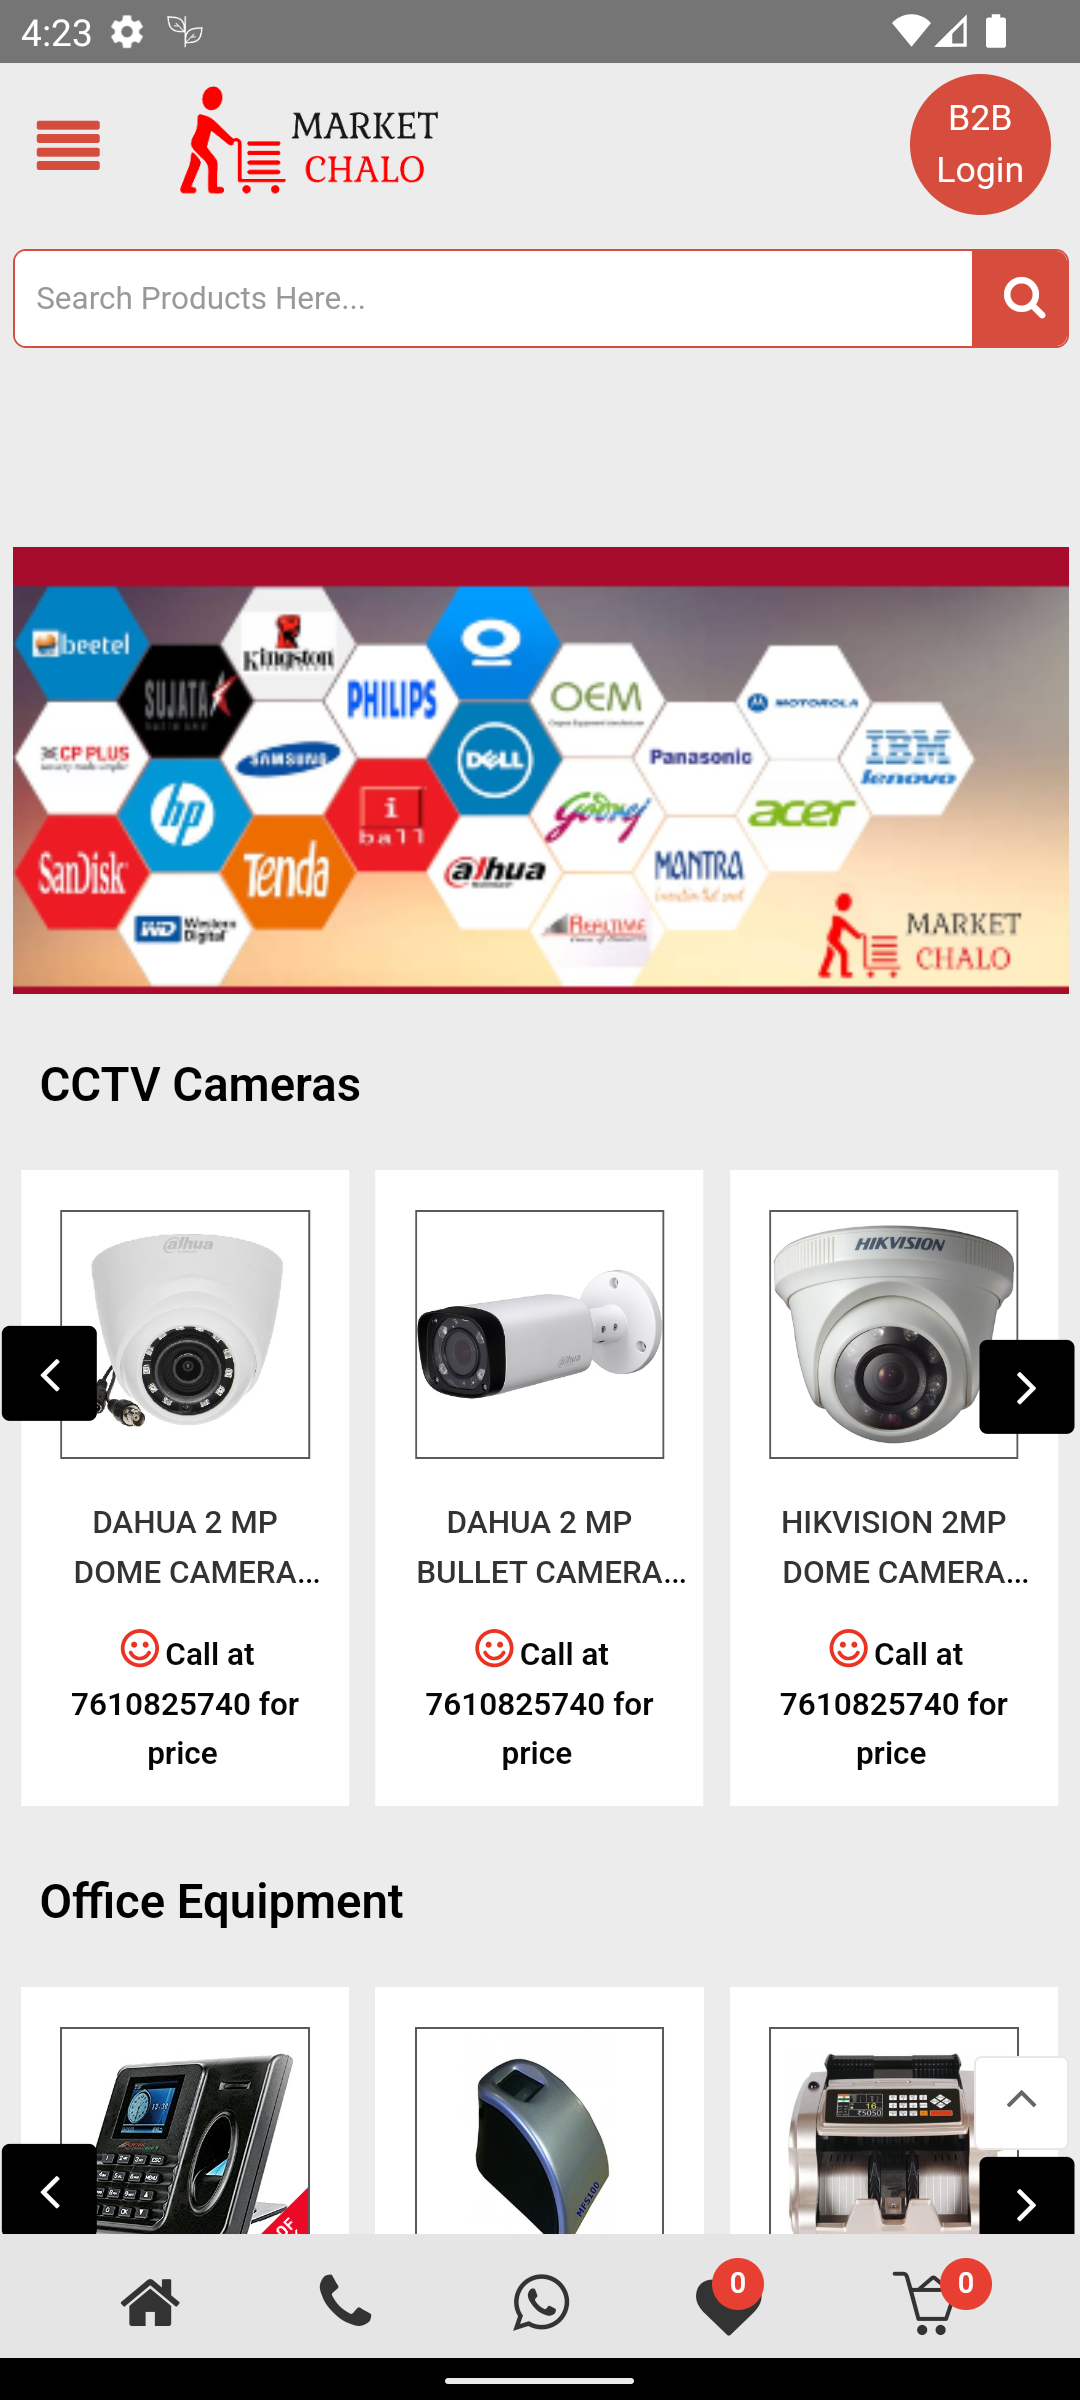 4:23
MARKET
CHALO
B2B
Login
Search Products Here...
beetel
Kingston
SUJATA
PHILIPS
OEM
MOTOROLA
CP PLUS
SAMSUNG
DELL
Panasonic
IBM
lenovo
hp
i
ball
Godrej
acer
SanDisk
Tenda
alhua
MANTRA
WD Western
Digital
REALTIME
MARKET
CHALO
CCTV Cameras
alhua
alhua
HIKVISION
DAHUA 2 MP
DOME CAMERA...
DAHUA 2 MP
BULLET CAMERA...
HIKVISION 2MP
DOME CAMERA...
Call at
7610825740 for
price
Call at
7610825740 for
price
Call at
7610825740 for
price
Office Equipment
MFS100
0
0